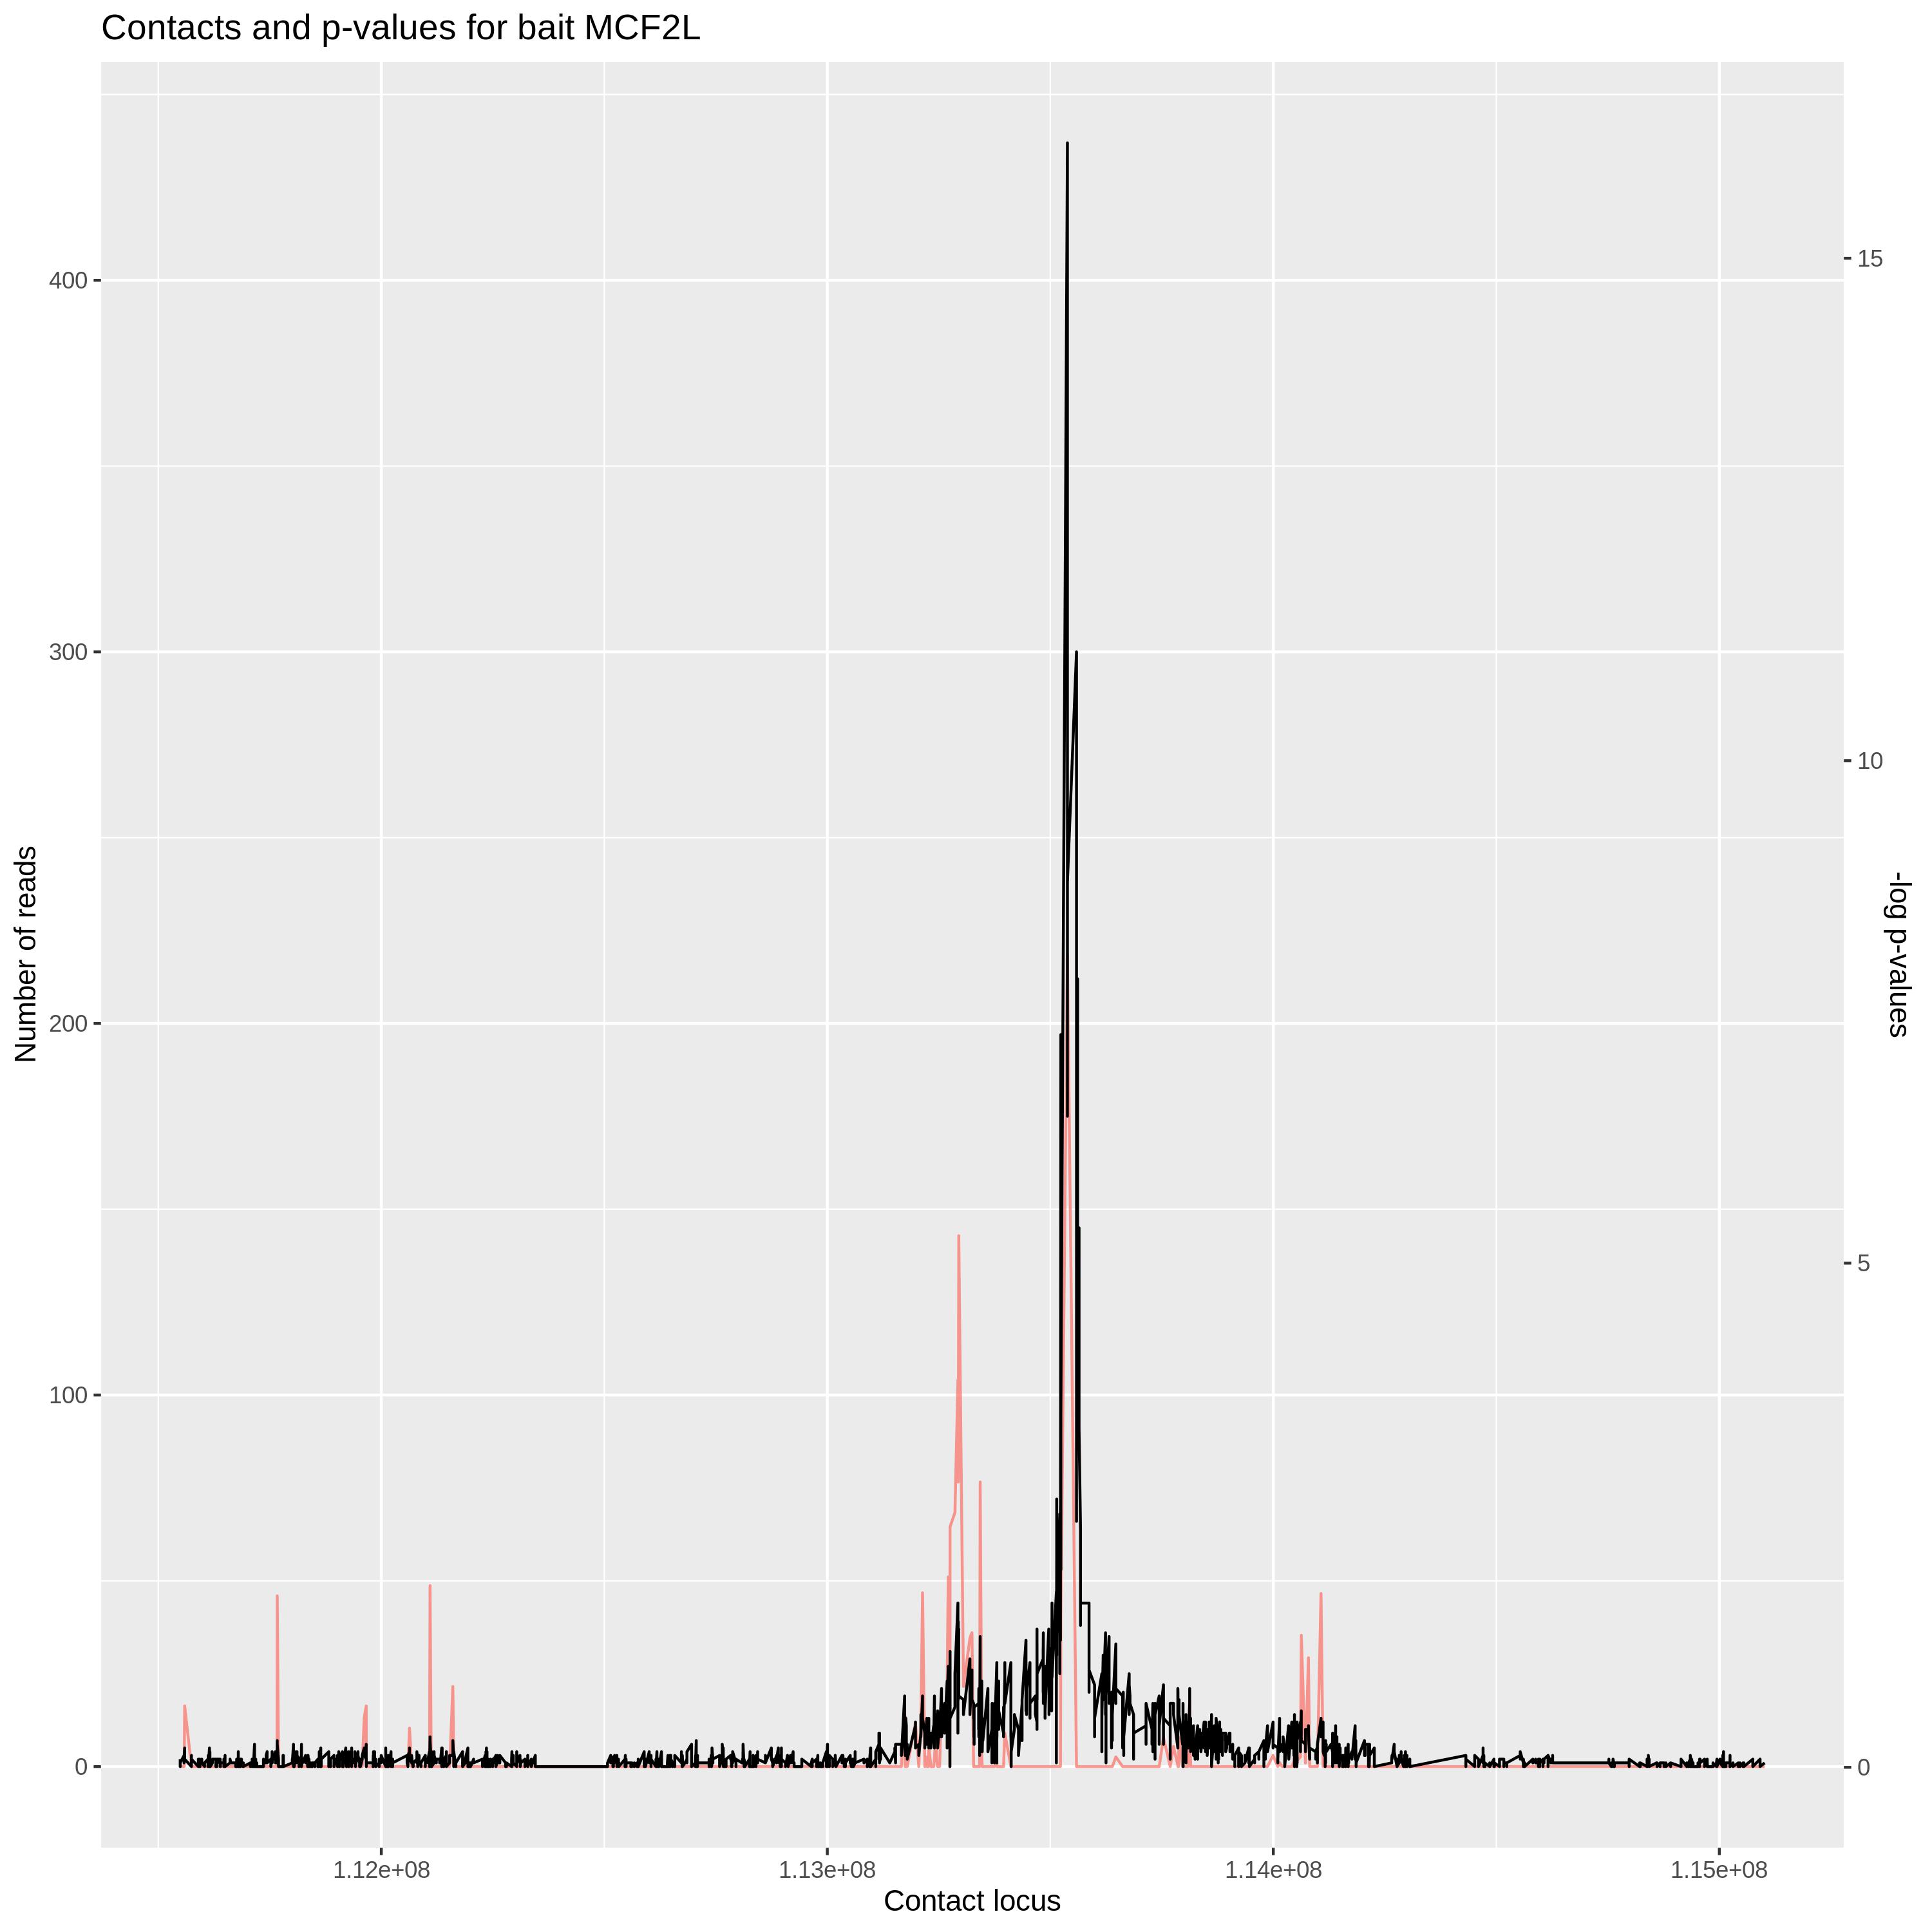 Contacts and p-values for bait MCF2L
400
300
200
100
0
15
10
5
0
Number of reads
-log p-values
1.12e+08
1.13e+08
1.14e+08
1.15e+08
Contact locus